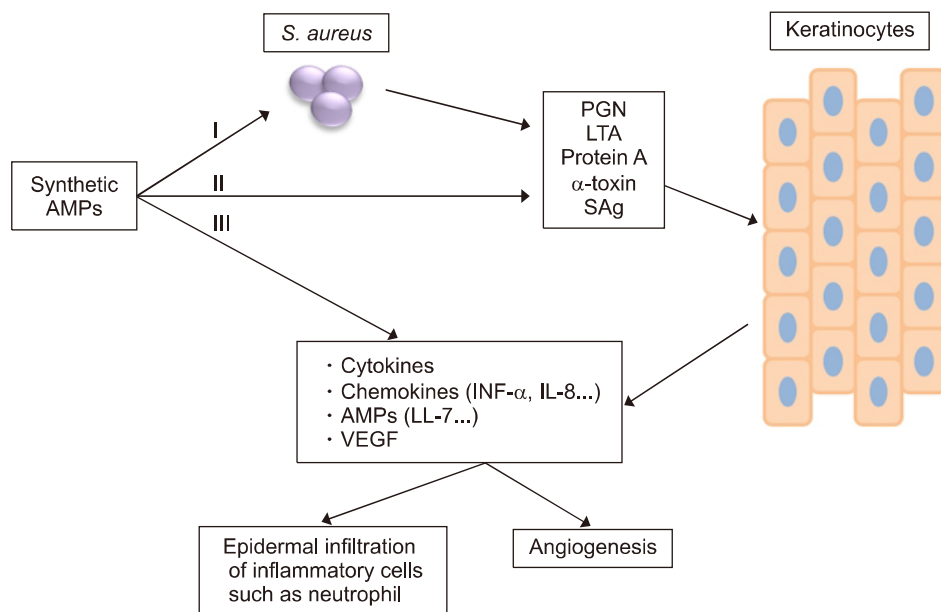 S. aureus
Keratinocytes
PGN
LTA
Protein A
α-toxin
SAg
I
II
III
Synthetic
AMPs
· Cytokines
· Chemokines (INF-α, IL-8...)
· AMPs (LL-7...)
· VEGF
Epidermal infiltration
of inflammatory cells
such as neutrophil
Angiogenesis